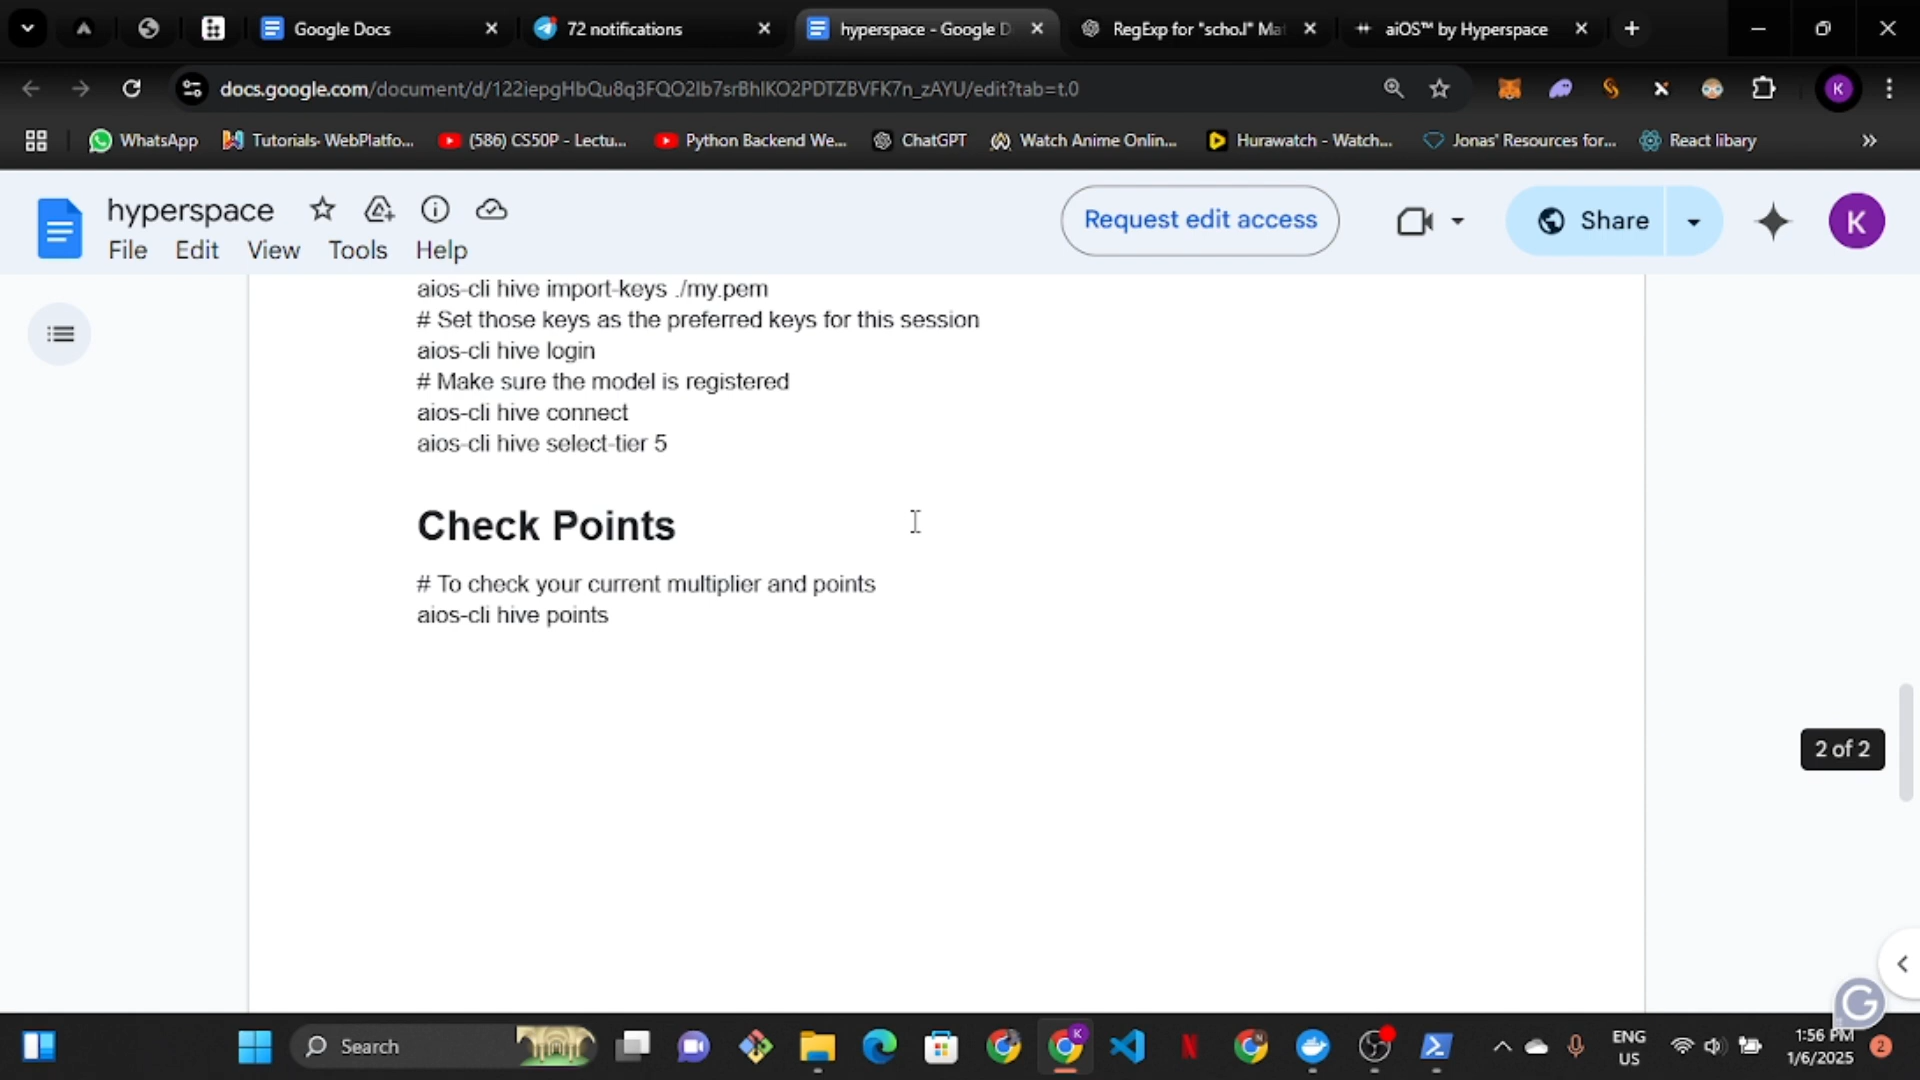 Google Docs
72 notifications
hyperspace - Google D
RegExp for "scho.l" Ma
aiOS™ by Hyperspace
docs.google.com/document/d/122iepgHbQu8q3FQO2Ib7srBhIKO2PDTZBVFK7n_zAYU/edit?tab=t.0
K
WhatsApp
Tutorials- WebPlatfo...
(586) CS50P - Lectu...
Python Backend We...
ChatGPT
Watch Anime Onlin...
Hurawatch - Watch...
Jonas' Resources for...
React libary
hyperspace
Request edit access
Share
K
File Edit View Tools Help
aios-cli hive import-keys ./my.pem
# Set those keys as the preferred keys for this session
aios-cli hive login
# Make sure the model is registered
aios-cli hive connect
aios-cli hive select-tier 5
Check Points
# To check your current multiplier and points
aios-cli hive points
2 of 2
Search
K
ENG
US
1:56 PM
1/6/2025
2